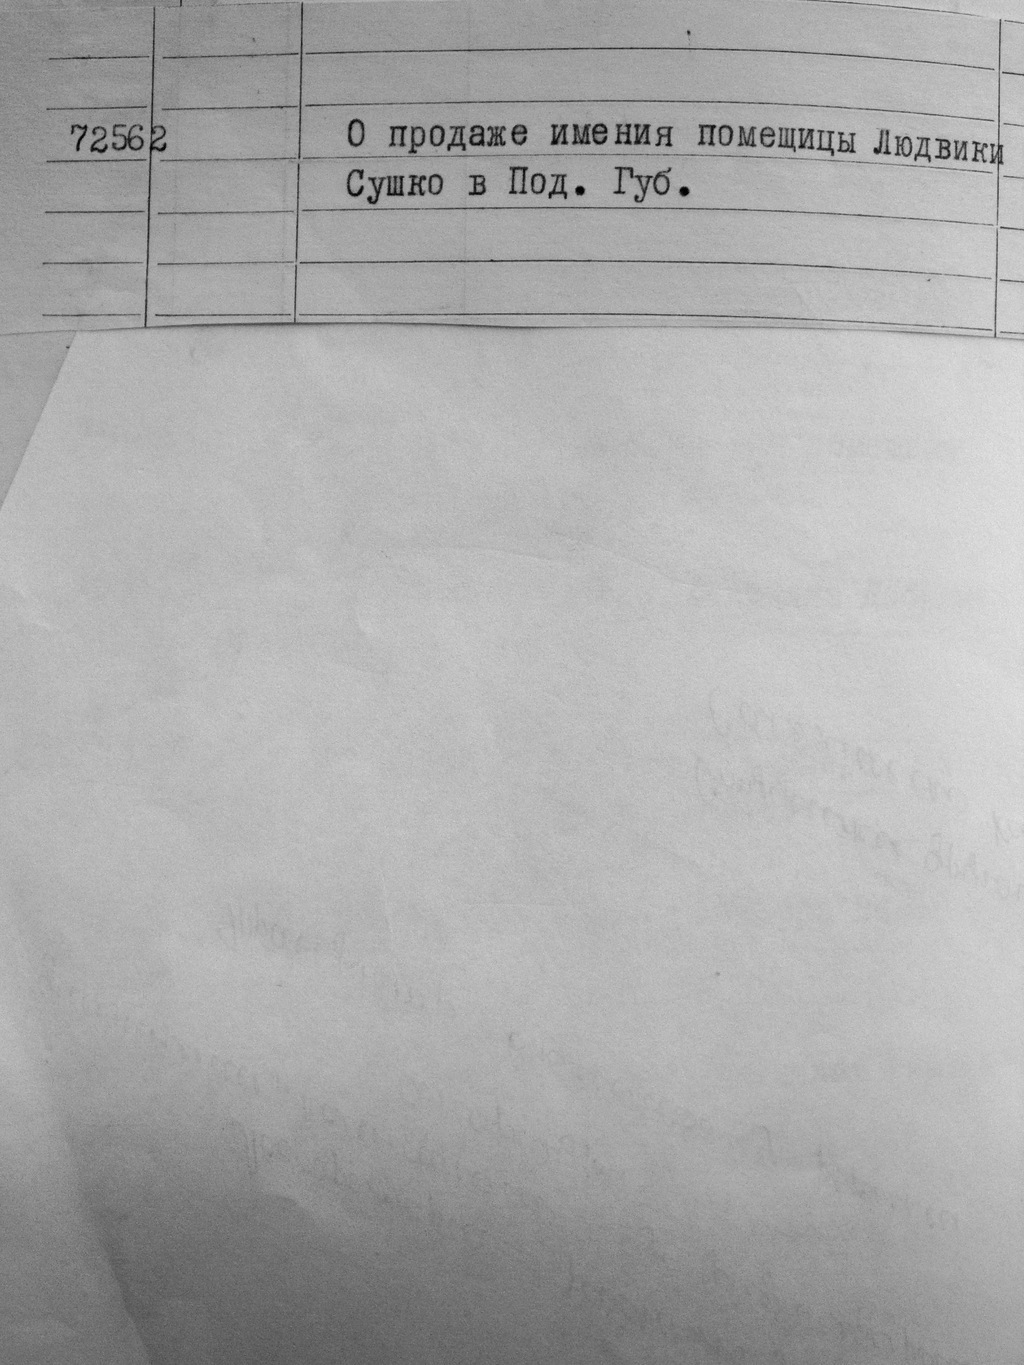 72562 О продаже имения помещицы Людвики
Сушко в Под. Губ.